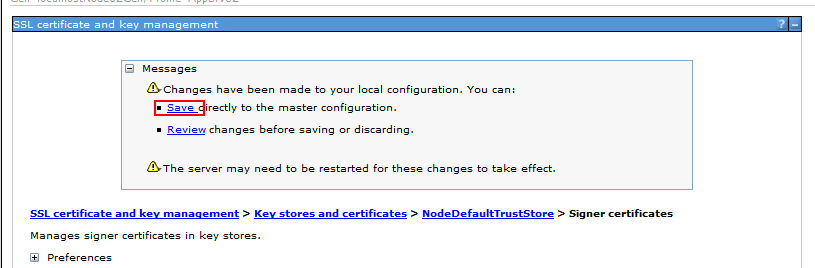 SSL certificate and key management ? –
Messages
Changes have been made to your local configuration. You can:
Save directly to the master configuration.
Review changes before saving or discarding.
The server may need to be restarted for these changes to take effect.
SSL certificate and key management > Key stores and certificates > NodeDefaultTrustStore > Signer certificates
Manages signer certificates in key stores.
Preferences